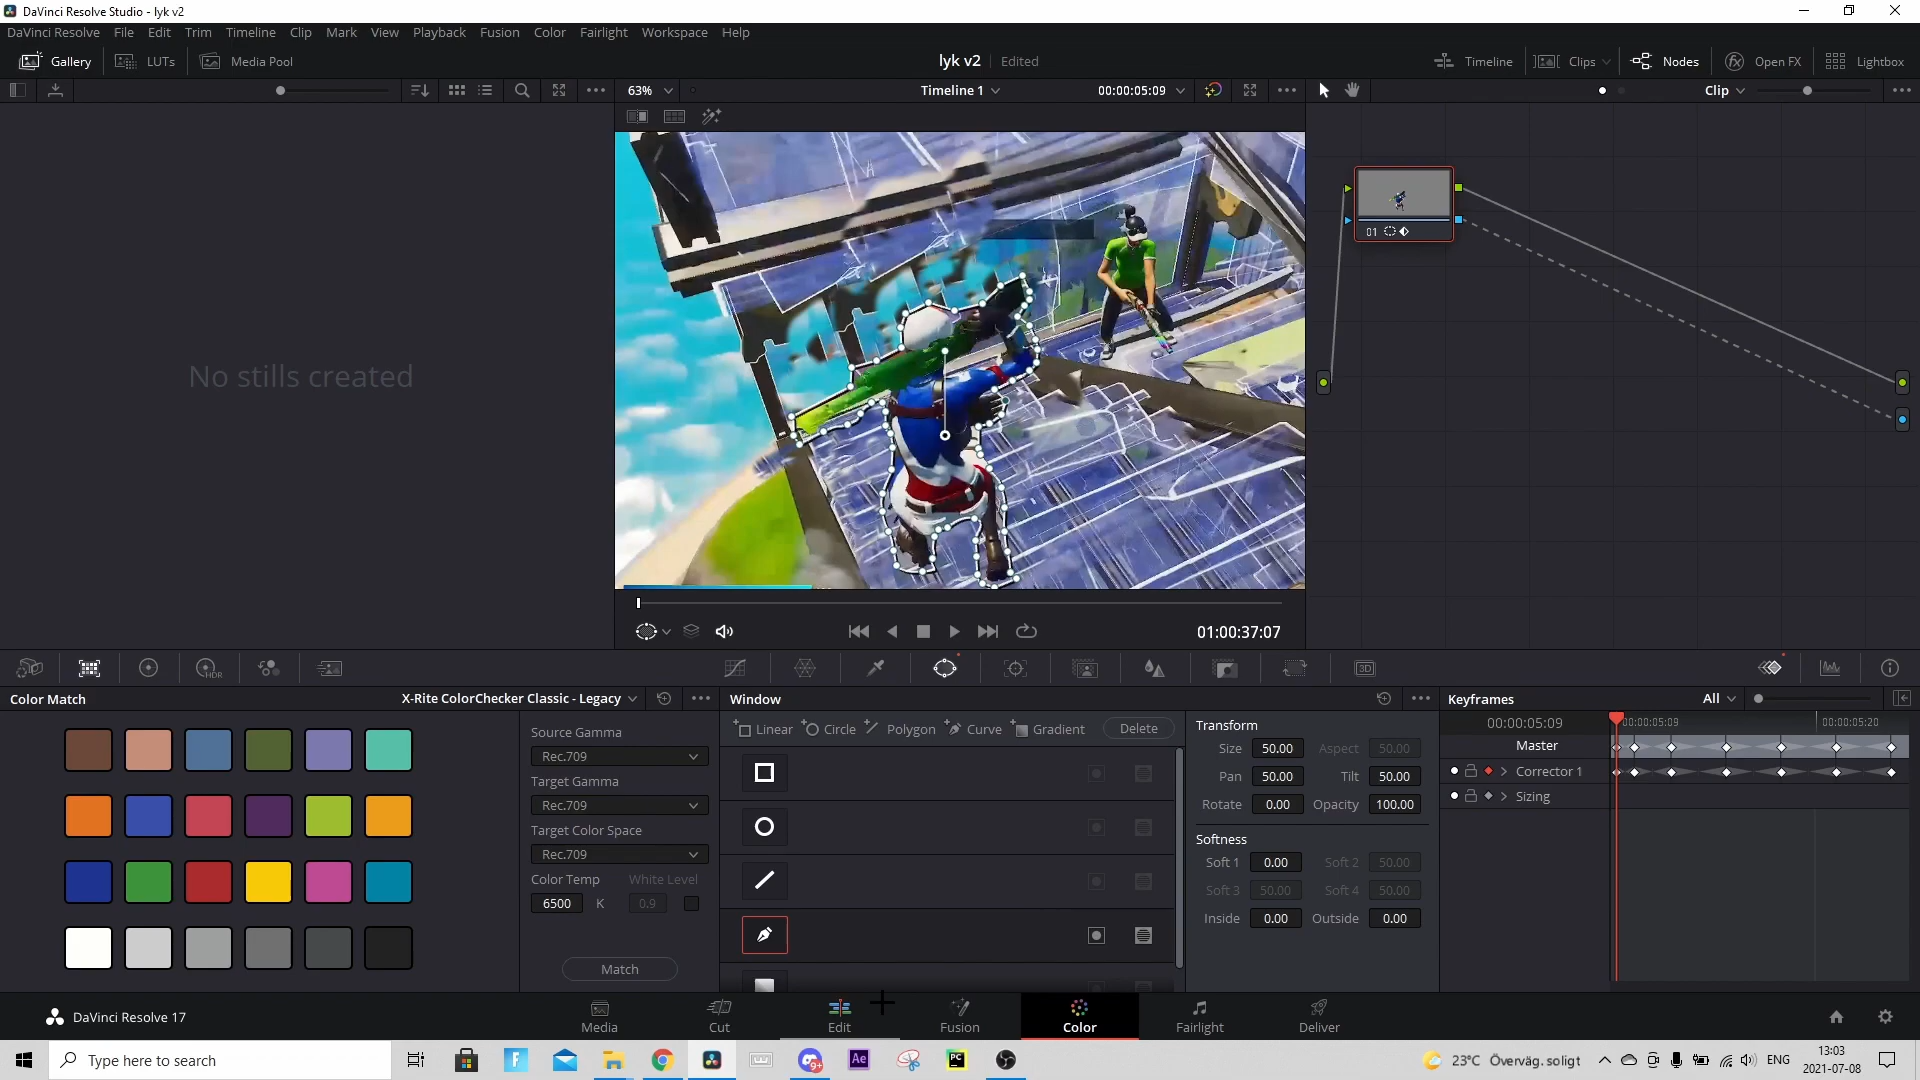 DaVinci Resolve Studio - lyk v2
DaVinci Resolve File Edit Trim Timeline Clip Mark View Playback Fusion Color Fairlight Workspace Help
Gallery LUTs Media Pool lyk v2 Edited Timeline Clips Nodes Open FX Lightbox
63% Timeline 1 00:00:05:09 Clip
No stills created
01
01:00:37:07
HDR 3D
Color Match X-Rite ColorChecker Classic - Legacy
Source Gamma
Rec.709
Target Gamma
Rec.709
Target Color Space
Rec.709
Color Temp White Level
6500 K 0.9
Match
Window
Linear Circle Polygon Curve Gradient Delete
Transform
Size 50.00 Aspect 50.00
Pan 50.00 Tilt 50.00
Rotate 0.00 Opacity 100.00
Softness
Soft 1 0.00 Soft 2 50.00
Soft 3 50.00 Soft 4 50.00
Inside 0.00 Outside 0.00
Keyframes All
00:00:05:09 00:00:05:09 00:00:05:20
Master
Corrector 1
Sizing
DaVinci Resolve 17 Media Cut Edit Fusion Color Fairlight Deliver
Type here to search F 9+ Ae PC 23°C Överväg. soligt ENG 13:03
2021-07-08